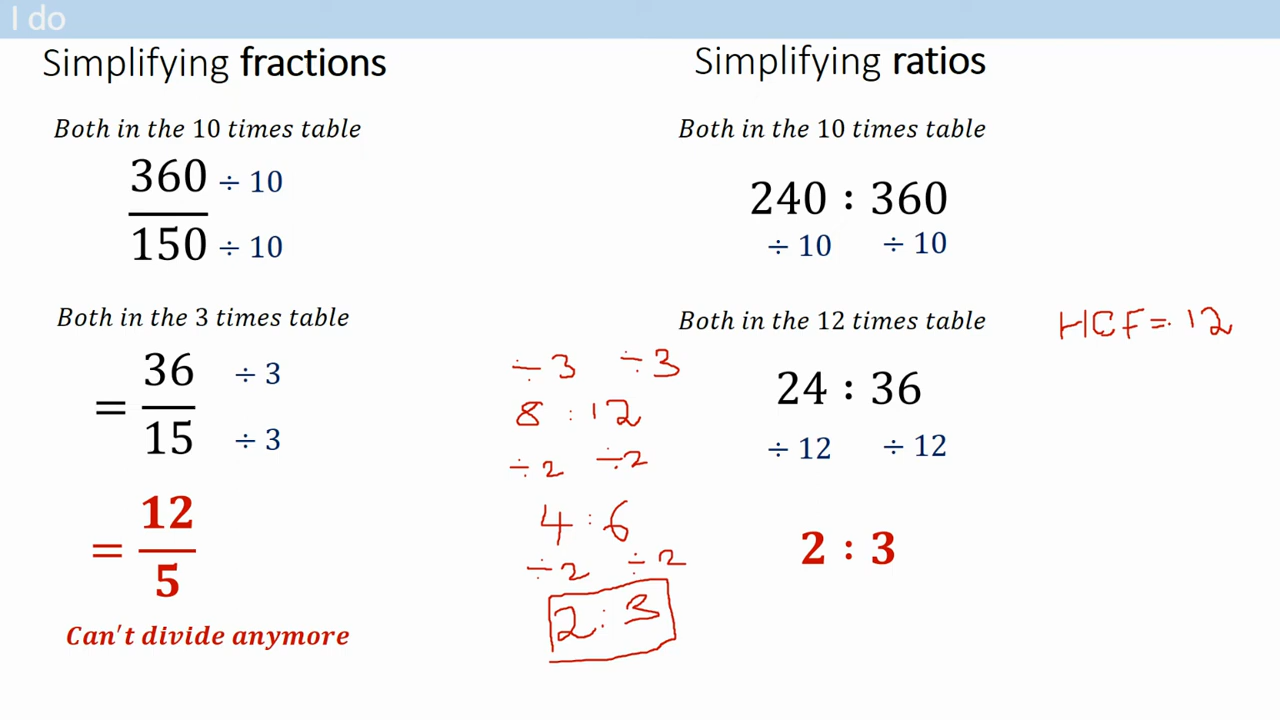 I do
Simplifying fractions
Both in the 10 times table
360 ÷ 10
150 ÷ 10
Both in the 3 times table
= 36 ÷ 3
15 ÷ 3
= 12
5
Can't divide anymore
÷3 ÷3
8 : 12
÷2 ÷2
4 : 6
÷2 ÷2
2 : 3
Simplifying ratios
Both in the 10 times table
240 : 360
÷ 10 ÷ 10
Both in the 12 times table
HCF = 12
24 : 36
÷ 12 ÷ 12
2 : 3